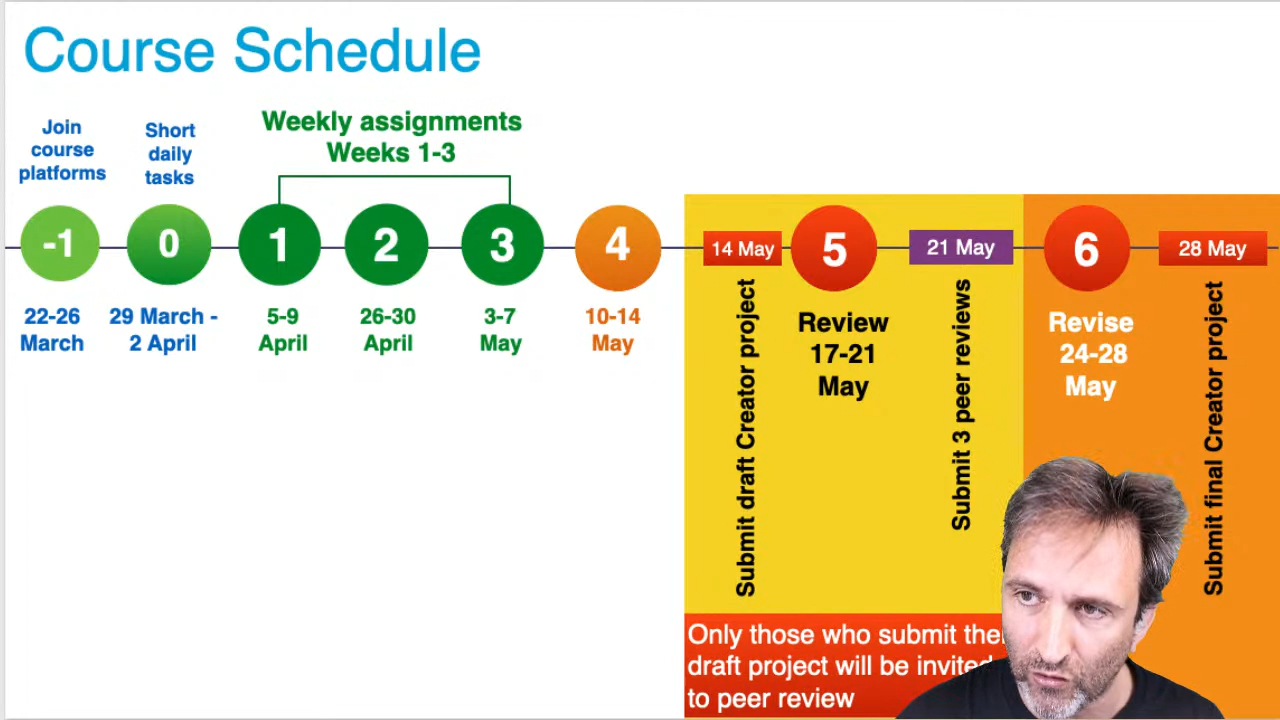 Course Schedule
Join
course
platforms
Short
daily
tasks
Weekly assignments
Weeks 1-3
-1
0
1
2
3
4
14 May
5
21 May
6
28 May
22-26
March
29 March -
2 April
5-9
April
26-30
April
3-7
May
10-14
May
Submit draft Creator project
Review
17-21
May
Submit 3 peer reviews
Revise
24-28
May
Submit final Creator project
Only those who submit
draft project will be invited
to peer review